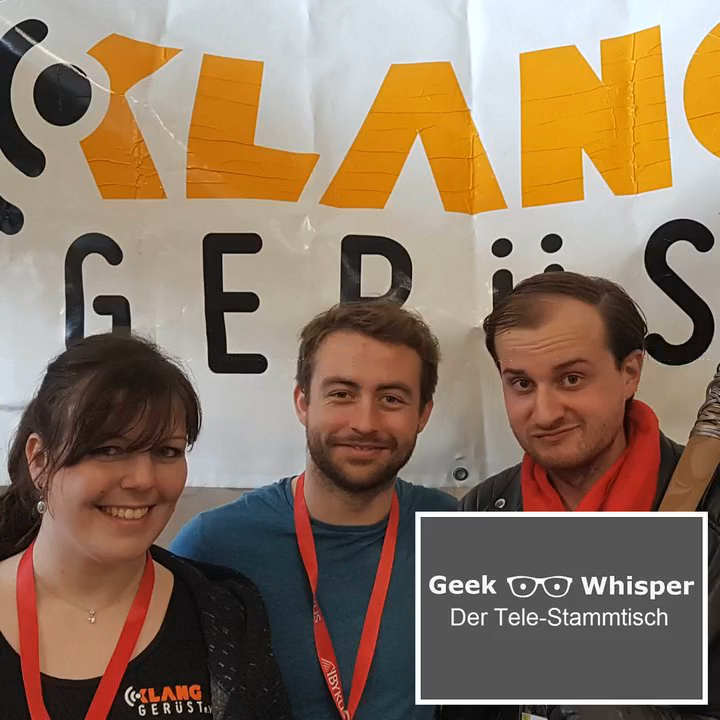 KLANG
GERÜS
KLANG
GERÜST e.V.
Geek Whisper
Der Tele-Stammtisch